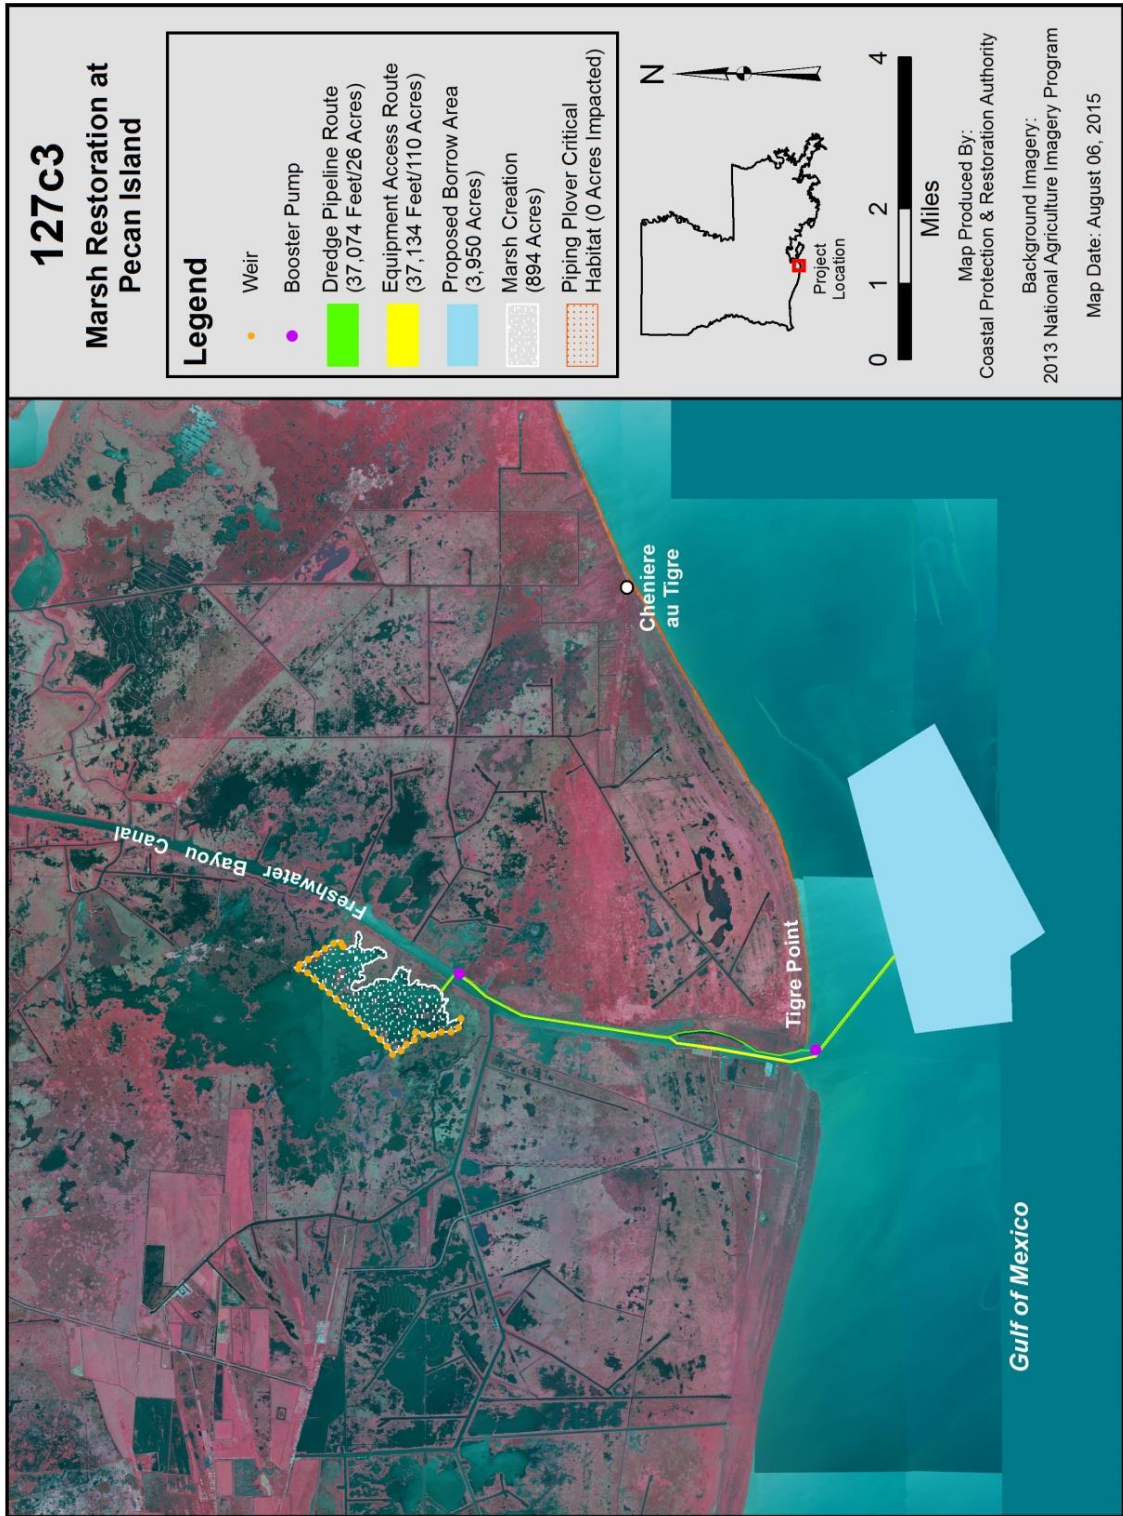 127c3
Marsh Restoration at
Pecan Island
Legend
Weir
Booster Pump
Dredge Pipeline Route
(37,074 Feet/26 Acres)
Equipment Access Route
(37,134 Feet/110 Acres)
Proposed Borrow Area
(3,950 Acres)
Marsh Creation
(894 Acres)
Piping Plover Critical
Habitat (0 Acres Impacted)
N
Project
Location
0 1 2 4
Miles
Map Produced By:
Coastal Protection & Restoration Authority
Background Imagery:
2013 National Agriculture Imagery Program
Map Date: August 06, 2015
Freshwater Bayou Canal
Cheniere
au Tigre
Tigre Point
Gulf of Mexico